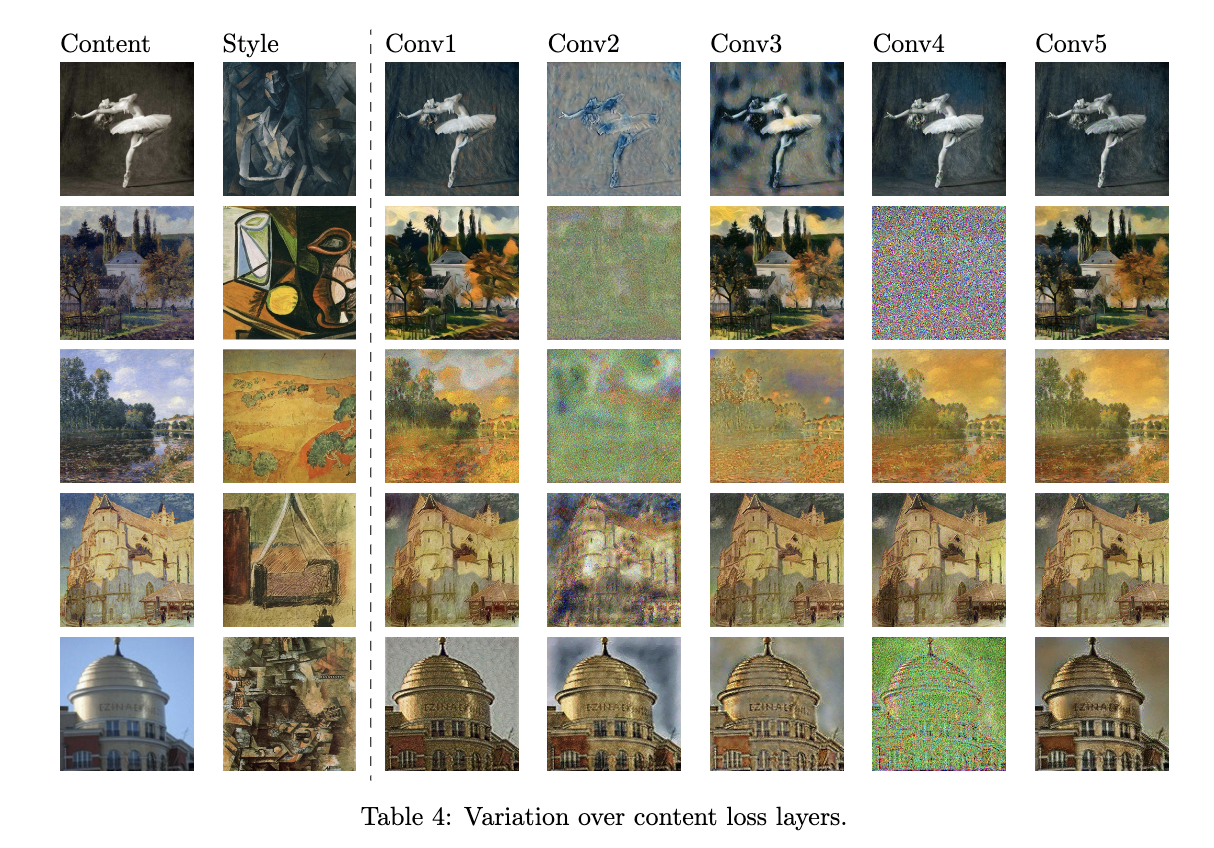 Content Style Conv1 Conv2 Conv3 Conv4 Conv5
Table 4: Variation over content loss layers.